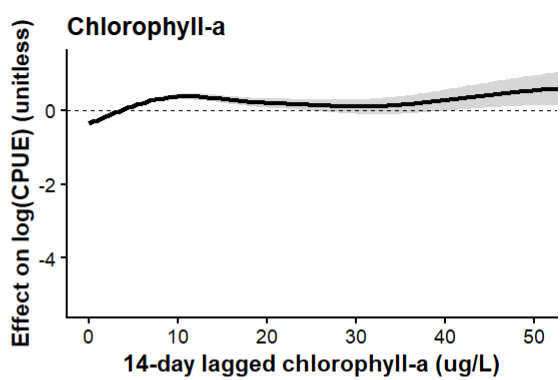 Chlorophyll-a
Effect on log(CPUE) (unitless)
0
-2
-4
0 10 20 30 40 50
14-day lagged chlorophyll-a (ug/L)